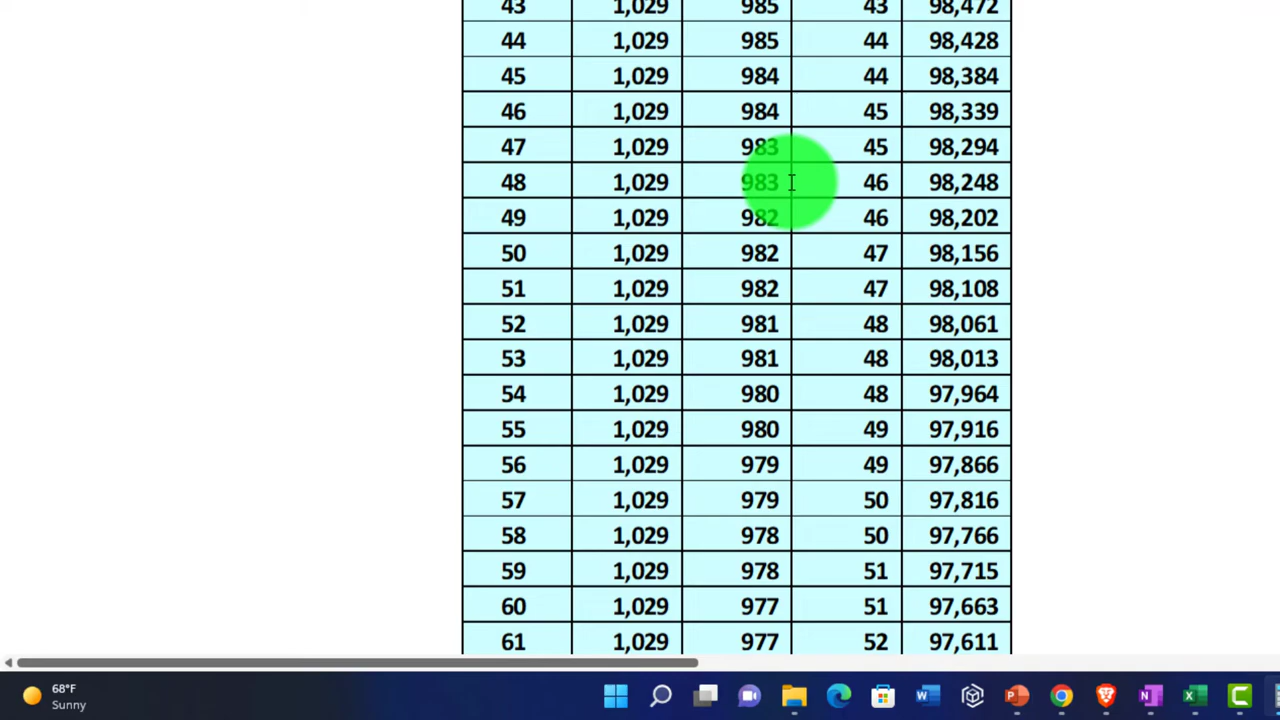 43 1,029 985 43 98,472
44 1,029 985 44 98,428
45 1,029 984 44 98,384
46 1,029 984 45 98,339
47 1,029 983 45 98,294
48 1,029 983 46 98,248
49 1,029 982 46 98,202
50 1,029 982 47 98,156
51 1,029 982 47 98,108
52 1,029 981 48 98,061
53 1,029 981 48 98,013
54 1,029 980 48 97,964
55 1,029 980 49 97,916
56 1,029 979 49 97,866
57 1,029 979 50 97,816
58 1,029 978 50 97,766
59 1,029 978 51 97,715
60 1,029 977 51 97,663
61 1,029 977 52 97,611
68°F
Sunny